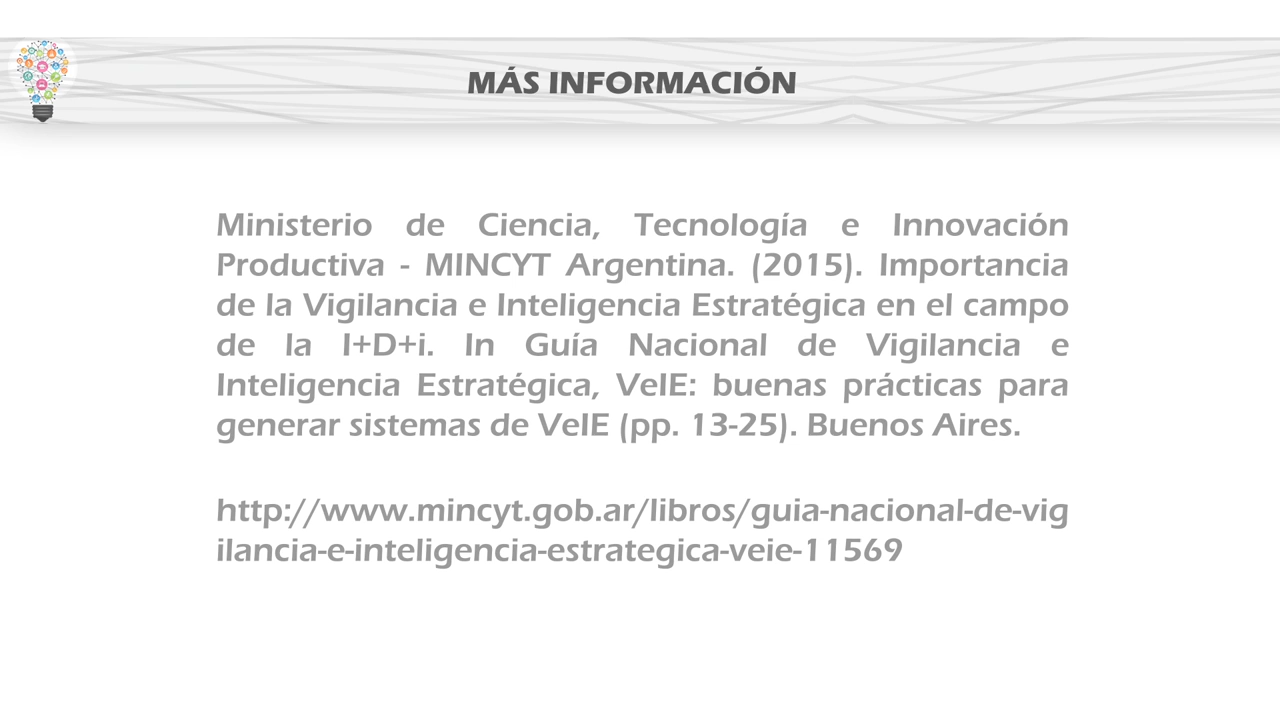 MÁS INFORMACIÓN
Ministerio de Ciencia, Tecnología e Innovación
Productiva - MINCYT Argentina. (2015). Importancia
de la Vigilancia e Inteligencia Estratégica en el campo
de la I+D+i. In Guía Nacional de Vigilancia e
Inteligencia Estratégica, VeIE: buenas prácticas para
generar sistemas de VeIE (pp. 13-25). Buenos Aires.
http://www.mincyt.gob.ar/libros/guia-nacional-de-vig
ilancia-e-inteligencia-estrategica-veie-11569